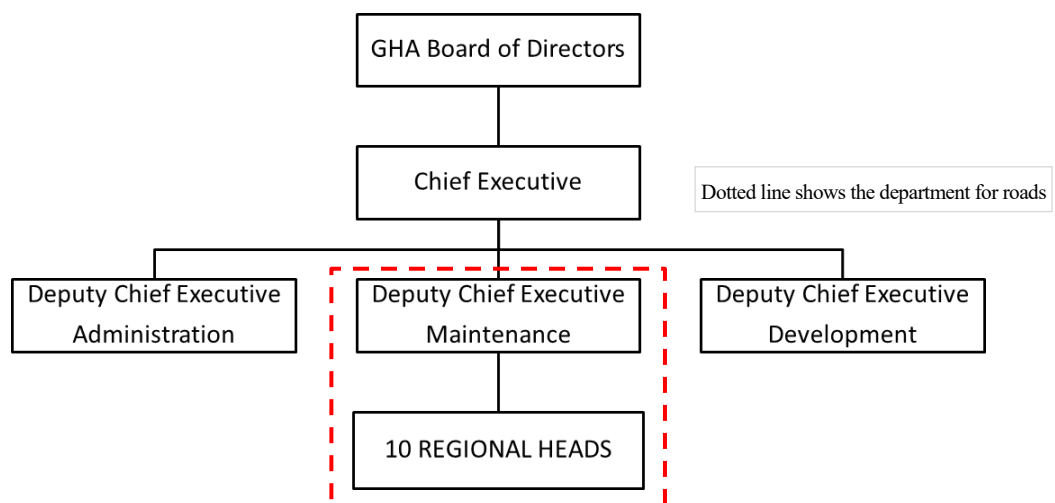 GHA Board of Directors
Chief Executive
Dotted line shows the department for roads
Deputy Chief Executive
Administration
Deputy Chief Executive
Maintenance
Deputy Chief Executive
Development
10 REGIONAL HEADS